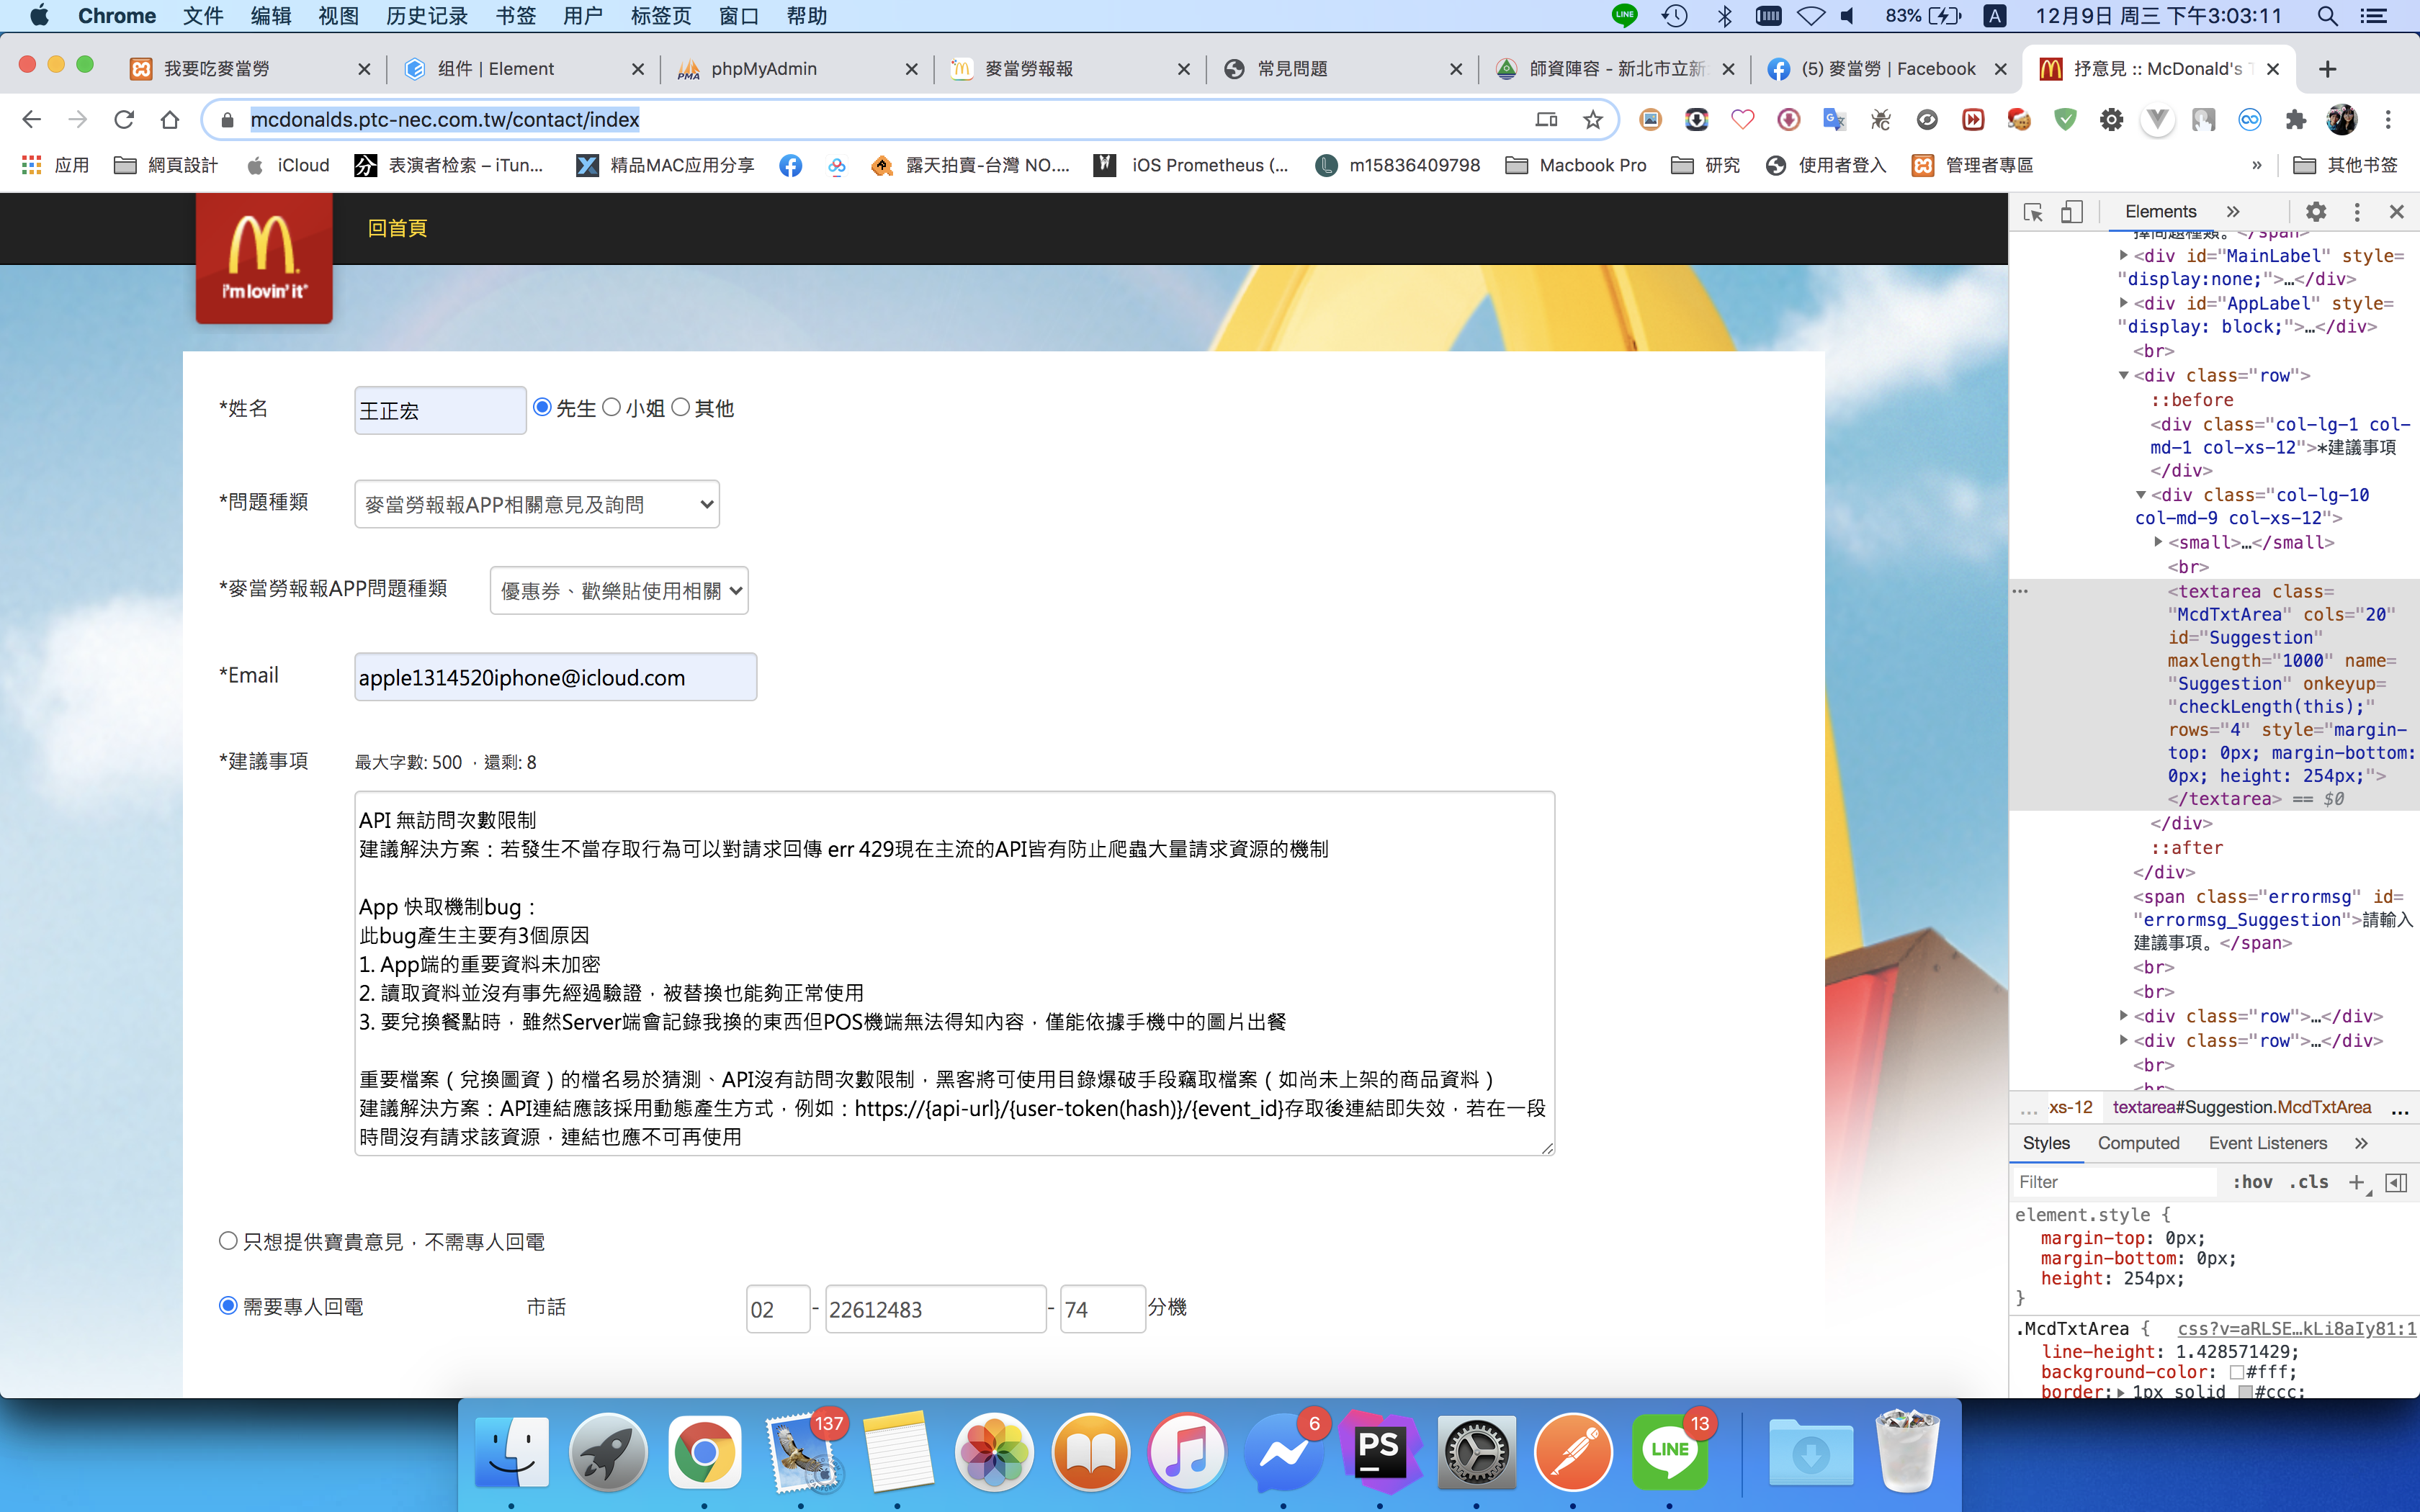 Chrome 文件 编辑 视图 历史记录 书签 用户 标签页 窗口 帮助 LINE 83% A 12月9日 周三 下午3:03:11
我要吃麥當勞
组件 | Element
PMA phpMyAdmin
麥當勞報報
常見問題
師資陣容 - 新北市立新
(5) 麥當勞 | Facebook
抒意見 :: McDonald's T
mcdonalds.ptc-nec.com.tw/contact/index
应用 網頁設計 iCloud 分 表演者检索 – iTun... 精品MAC应用分享 露天拍賣-台灣 NO.... iOS Prometheus (... m15836409798 Macbook Pro 研究 使用者登入 管理者專區 » 其他书签
i'm lovin' it
回首頁
*姓名 王正宏 先生 小姐 其他
*問題種類 麥當勞報報APP相關意見及詢問
*麥當勞報報APP問題種類 優惠券、歡樂貼使用相關
*Email apple1314520iphone@icloud.com
*建議事項 最大字數: 500 ，還剩: 8
API 無訪問次數限制
建議解決方案：若發生不當存取行為可以對請求回傳 err 429現在主流的API皆有防止爬蟲大量請求資源的機制
App 快取機制bug：
此bug產生主要有3個原因
1. App端的重要資料未加密
2. 讀取資料並沒有事先經過驗證，被替換也能夠正常使用
3. 要兌換餐點時，雖然Server端會記錄我換的東西但POS機端無法得知內容，僅能依據手機中的圖片出餐
重要檔案（兌換圖資）的檔名易於猜測、API沒有訪問次數限制，黑客將可使用目錄爆破手段竊取檔案（如尚未上架的商品資料）
建議解決方案：API連結應該採用動態產生方式，例如：https://{api-url}/{user-token(hash)}/{event_id}存取後連結即失效，若在一段
時間沒有請求該資源，連結也應不可再使用
只想提供寶貴意見，不需專人回電
需要專人回電 市話 02 - 22612483 - 74 分機
Elements »
擇問題種類。</span>
<div id="MainLabel" style=
"display:none;">…</div>
<div id="AppLabel" style=
"display: block;">…</div>
<br>
<div class="row">
::before
<div class="col-lg-1 col-
md-1 col-xs-12">*建議事項
</div>
<div class="col-lg-10
col-md-9 col-xs-12">
<small>…</small>
<br>
<textarea class=
"McdTxtArea" cols="20"
id="Suggestion"
maxlength="1000" name=
"Suggestion" onkeyup=
"checkLength(this);"
rows="4" style="margin-
top: 0px; margin-bottom:
0px; height: 254px;">
</textarea> == $0
</div>
::after
</div>
<span class="errormsg" id=
"errormsg_Suggestion">請輸入
建議事項。</span>
<br>
<br>
<div class="row">…</div>
<div class="row">…</div>
<br>
<br>
... xs-12 textarea#Suggestion.McdTxtArea ...
Styles Computed Event Listeners »
Filter :hov .cls +
element.style {
margin-top: 0px;
margin-bottom: 0px;
height: 254px;
}
.McdTxtArea { css?v=aRLSE…kLi8aIy81:1
line-height: 1.428571429;
background-color: #fff;
border: 1px solid #ccc;
137 6 PS LINE 13